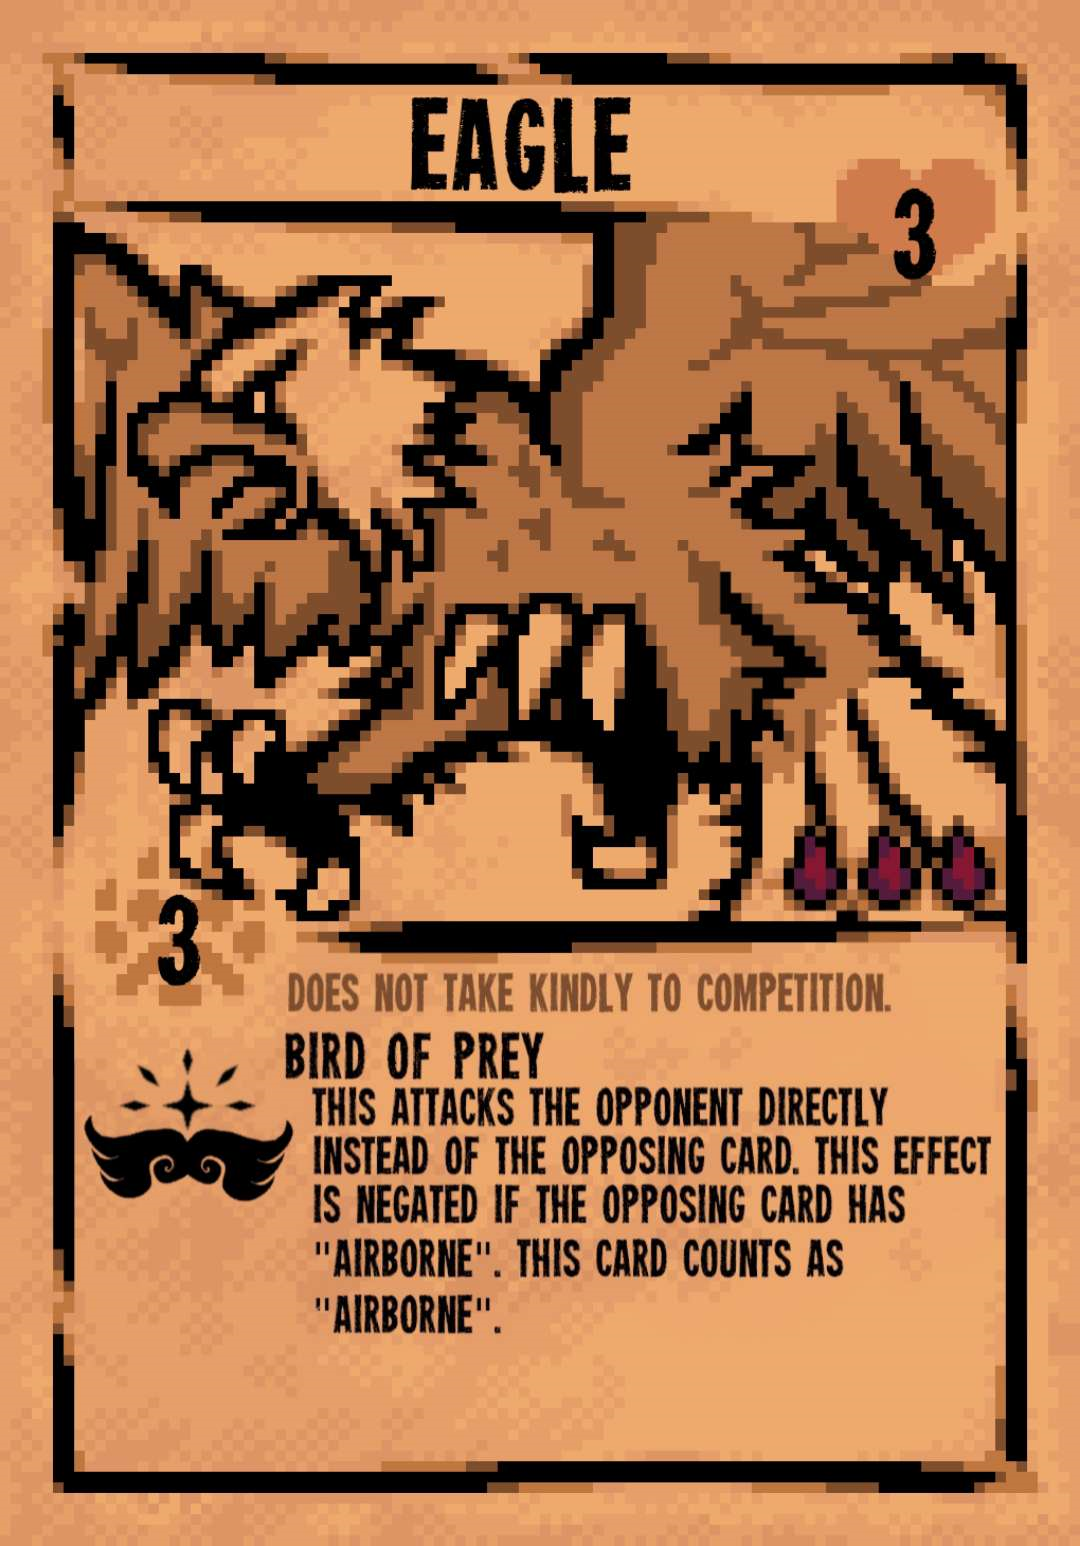 EAGLE
3
3
DOES NOT TAKE KINDLY TO COMPETITION.
BIRD OF PREY
THIS ATTACKS THE OPPONENT DIRECTLY
INSTEAD OF THE OPPOSING CARD. THIS EFFECT
IS NEGATED IF THE OPPOSING CARD HAS
"AIRBORNE". THIS CARD COUNTS AS
"AIRBORNE".